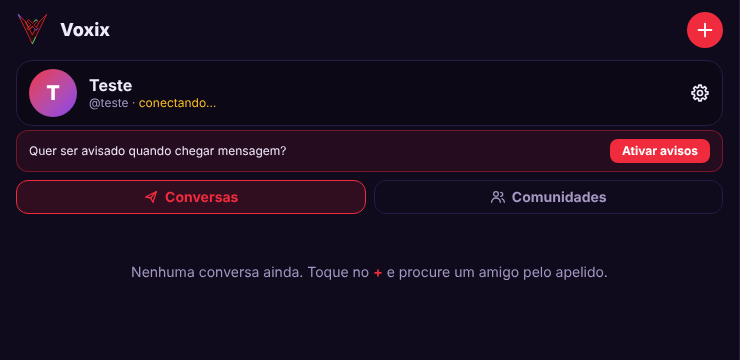 Voxix
T
Teste
@teste · conectando...
Quer ser avisado quando chegar mensagem?
Ativar avisos
Conversas
Comunidades
Nenhuma conversa ainda. Toque no + e procure um amigo pelo apelido.